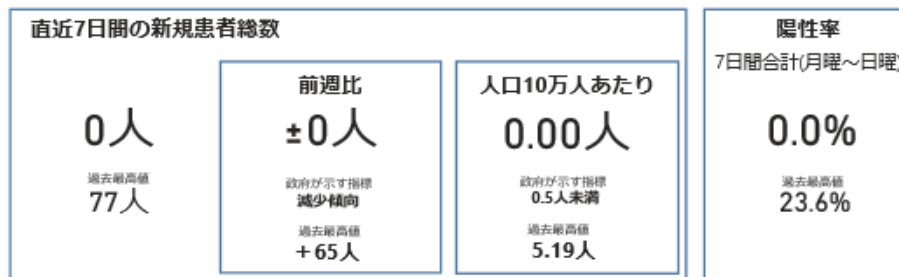 直近7日間の新規患者総数
0人
過去最高値
77人
前週比
±0人
政府が示す指標
減少傾向
過去最高値
+65人
人口10万人あたり
0.00人
政府が示す指標
0.5人未満
過去最高値
5.19人
陽性率
7日間合計(月曜～日曜)
0.0%
過去最高値
23.6%